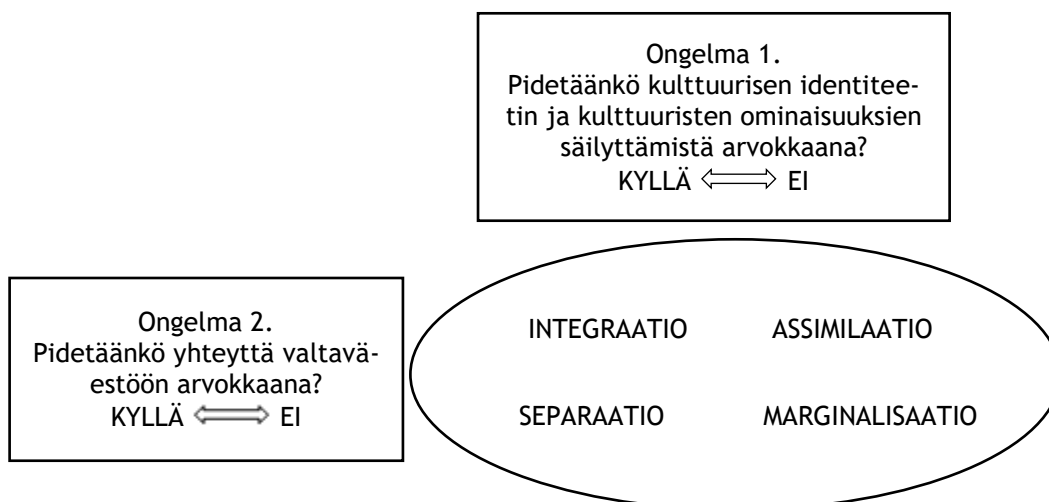 Ongelma 1.
Pidetäänkö kulttuurisen identitee-
tin ja kulttuuristen ominaisuuksien
säilyttämistä arvokkaana?
KYLLÄ EI
Ongelma 2.
Pidetäänkö yhteyttä valtavä-
estöön arvokkaana?
KYLLÄ EI
INTEGRAATIO ASSIMILAATIO
SEPARAATIO MARGINALISAATIO